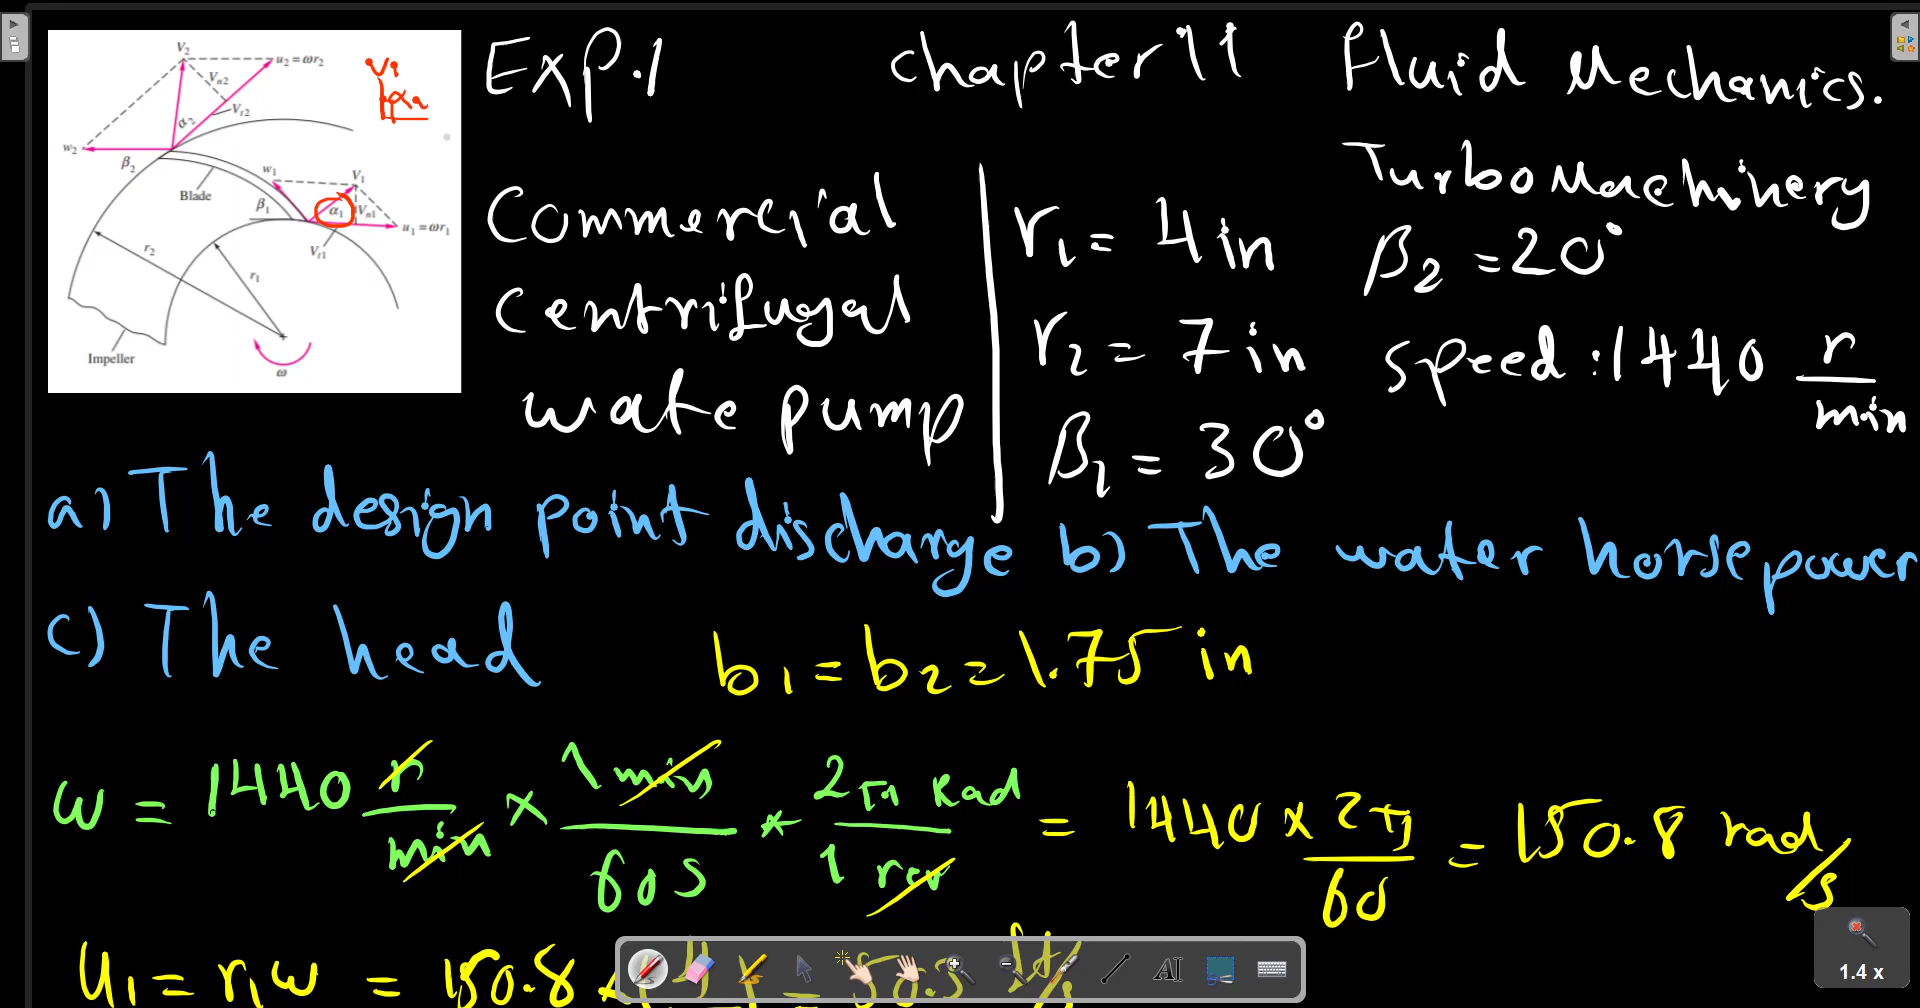 Exp.1 chapter 11 Fluid Mechanics.
TurboMachinery
Commercial
centrifugal
wate pump
r1 = 4 in
r2 = 7 in
β1 = 30°
β2 = 20°
speed: 1440 r/min
V2
u2 = ωr2
Vn2
Vt2
α2
w2
β2
Blade
w1
V1
β1
α1
Vn1
u1 = ωr1
Vt1
r2
r1
Impeller
ω
a) The design point discharge b) The water horsepower
c) The head b1 = b2 = 1.75 in
ω = 1440 r/min × 1 min/60 s * 2π Rad/1 rev = 1440 × 2π/60 = 150.8 rad/s
u1 = r1ω = 150.8
AI
1.4 x